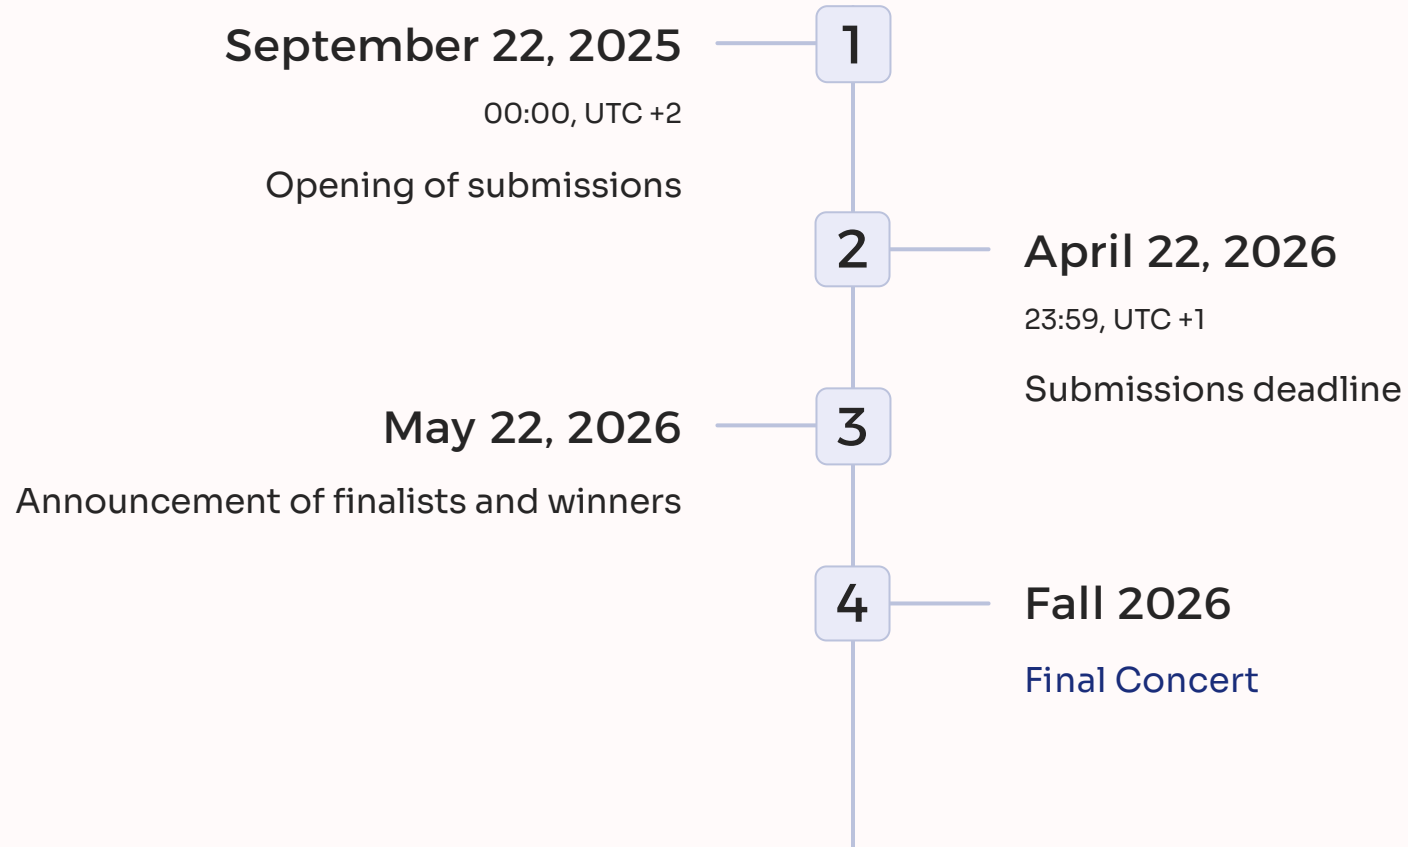 1
September 22, 2025
00:00, UTC +2
Opening of submissions
2
April 22, 2026
23:59, UTC +1
Submissions deadline
3
May 22, 2026
Announcement of finalists and winners
4
Fall 2026
Final Concert